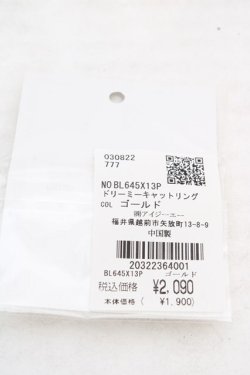 030822
777
NO BL645X13P
ドリーミーキャットリング
COL ゴールド
㈱アイジーエー
福井県越前市矢放町13-8-9
中国製
20322364001
BL645X13P ゴールド
税込価格 ¥2,090
本体価格 ( ¥1,900)